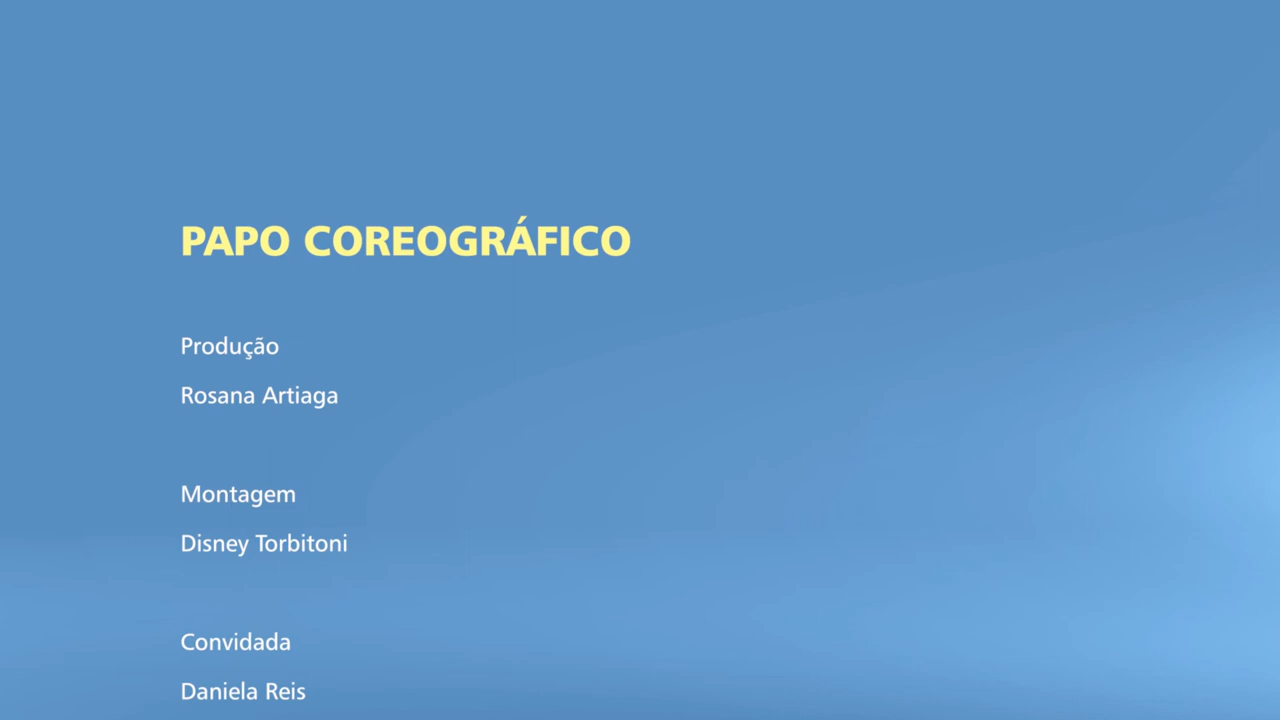 PAPO COREOGRÁFICO
Produção
Rosana Artiaga
Montagem
Disney Torbitoni
Convidada
Daniela Reis